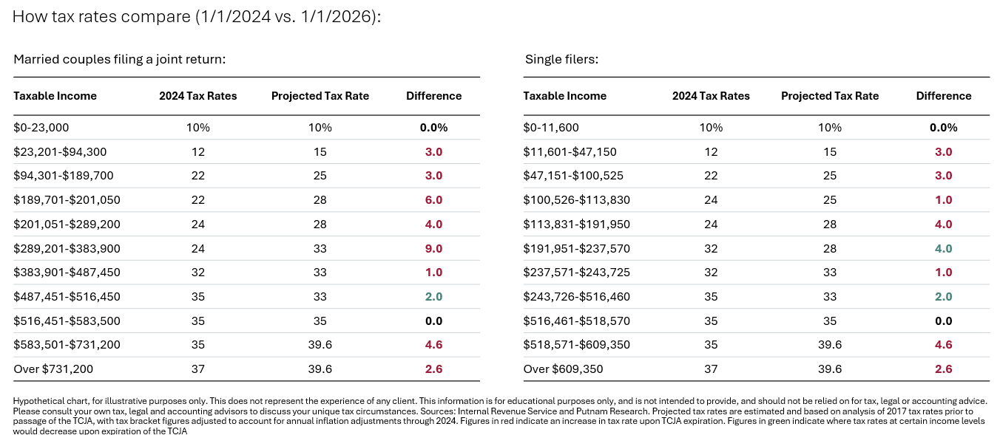 How tax rates compare (1/1/2024 vs. 1/1/2026):
Married couples filing a joint return:
Taxable Income 2024 Tax Rates Projected Tax Rate Difference
$0-23,000 10% 10% 0.0%
$23,201-$94,300 12 15 3.0
$94,301-$189,700 22 25 3.0
$189,701-$201,050 22 28 6.0
$201,051-$289,200 24 28 4.0
$289,201-$383,900 24 33 9.0
$383,901-$487,450 32 33 1.0
$487,451-$516,450 35 33 2.0
$516,451-$583,500 35 35 0.0
$583,501-$731,200 35 39.6 4.6
Over $731,200 37 39.6 2.6
Single filers:
Taxable Income 2024 Tax Rates Projected Tax Rate Difference
$0-11,600 10% 10% 0.0%
$11,601-$47,150 12 15 3.0
$47,151-$100,525 22 25 3.0
$100,526-$113,830 24 25 1.0
$113,831-$191,950 24 28 4.0
$191,951-$237,570 32 28 4.0
$237,571-$243,725 32 33 1.0
$243,726-$516,460 35 33 2.0
$516,461-$518,570 35 35 0.0
$518,571-$609,350 35 39.6 4.6
Over $609,350 37 39.6 2.6
Hypothetical chart, for illustrative purposes only. This does not represent the experience of any client. This information is for educational purposes only, and is not intended to provide, and should not be relied on for tax, legal or accounting advice.
Please consult your own tax, legal and accounting advisors to discuss your unique tax circumstances. Sources: Internal Revenue Service and Putnam Research. Projected tax rates are estimated and based on analysis of 2017 tax rates prior to
passage of the TCJA, with tax bracket figures adjusted to account for annual inflation adjustments through 2024. Figures in red indicate an increase in tax rate upon TCJA expiration. Figures in green indicate where tax rates at certain income levels
would decrease upon expiration of the TCJA